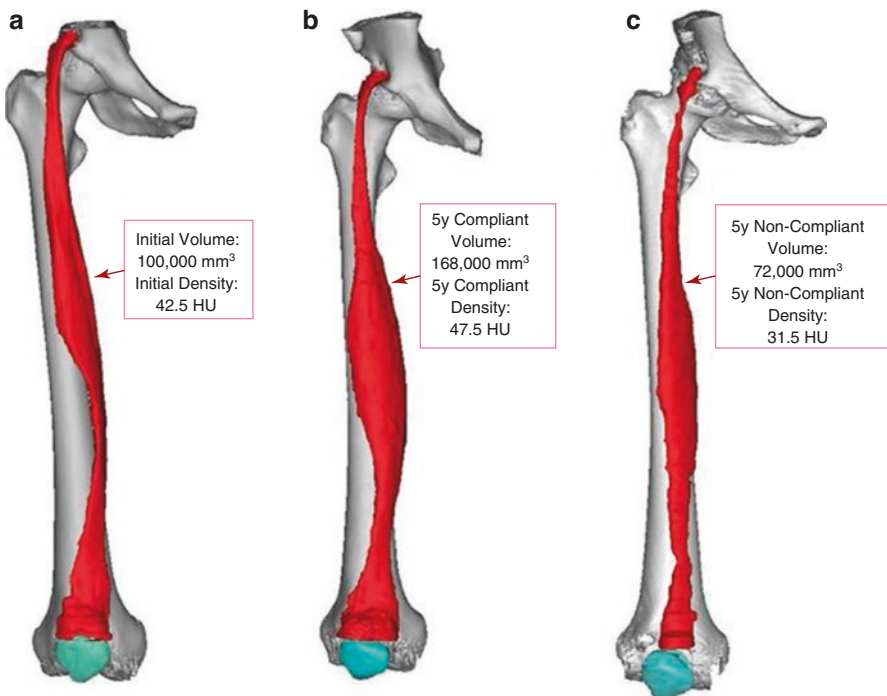 a
b
c
Initial Volume:
100,000 mm³
Initial Density:
42.5 HU
5y Compliant
Volume:
168,000 mm³
5y Compliant
Density:
47.5 HU
5y Non-Compliant
Volume:
72,000 mm³
5y Non-Compliant
Density:
31.5 HU